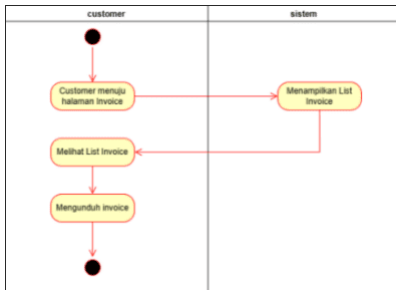 customer
sistem
Customer menuju
halaman Invoice
Menampilkan List
Invoice
Melihat List Invoice
Mengunduh invoice